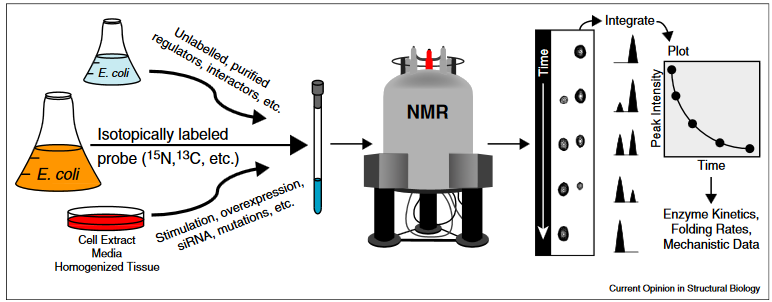 E. coli
Unlabelled, purified
regulators, interactors, etc.
E. coli
Isotopically labeled
probe (¹⁵N,¹³C, etc.)
Cell Extract
Media
Homogenized Tissue
Stimulation, overexpression,
siRNA, mutations, etc.
NMR
Time
Integrate
Plot
Peak Intensity
Time
Enzyme Kinetics,
Folding Rates,
Mechanistic Data
Current Opinion in Structural Biology